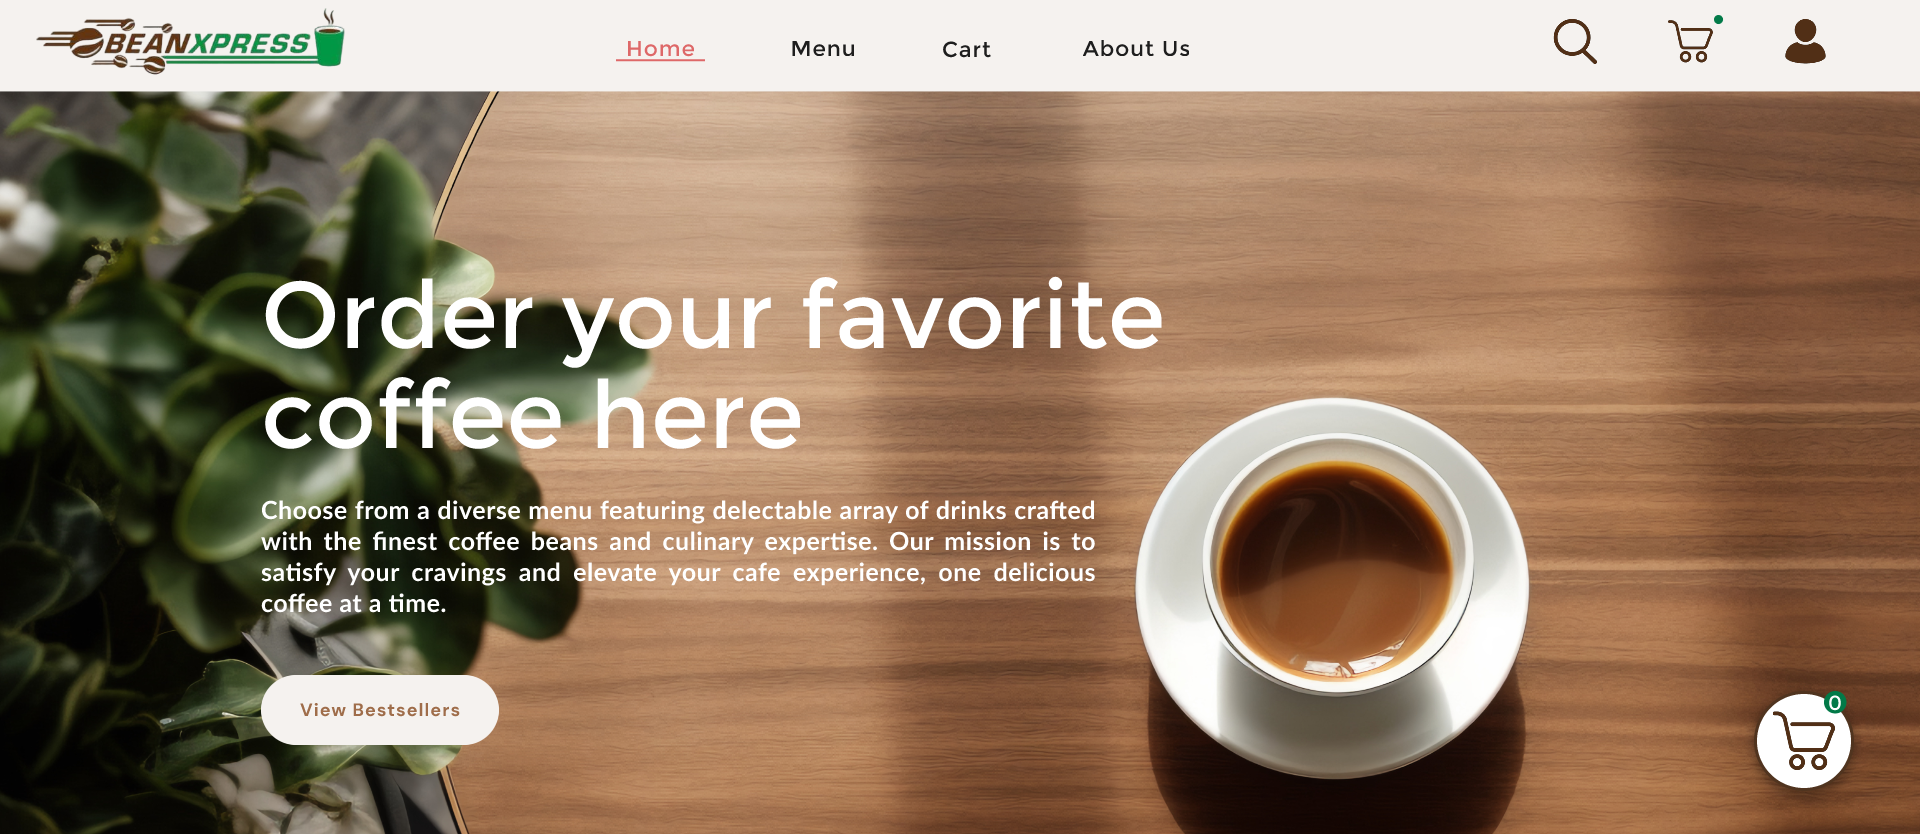 BEANXPRESS
Home
Menu
Cart
About Us
Order your favorite
coffee here
Choose from a diverse menu featuring delectable array of drinks crafted
with the finest coffee beans and culinary expertise. Our mission is to
satisfy your cravings and elevate your cafe experience, one delicious
coffee at a time.
View Bestsellers
0